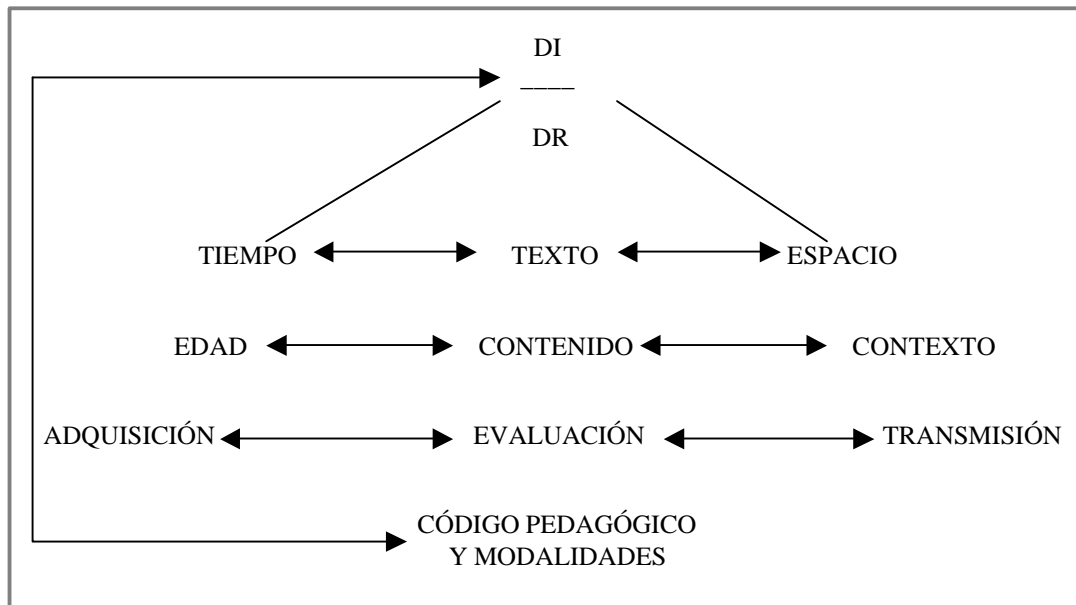 DI
____
DR
TIEMPO TEXTO ESPACIO
EDAD CONTENIDO CONTEXTO
ADQUISICIÓN EVALUACIÓN TRANSMISIÓN
CÓDIGO PEDAGÓGICO
Y MODALIDADES